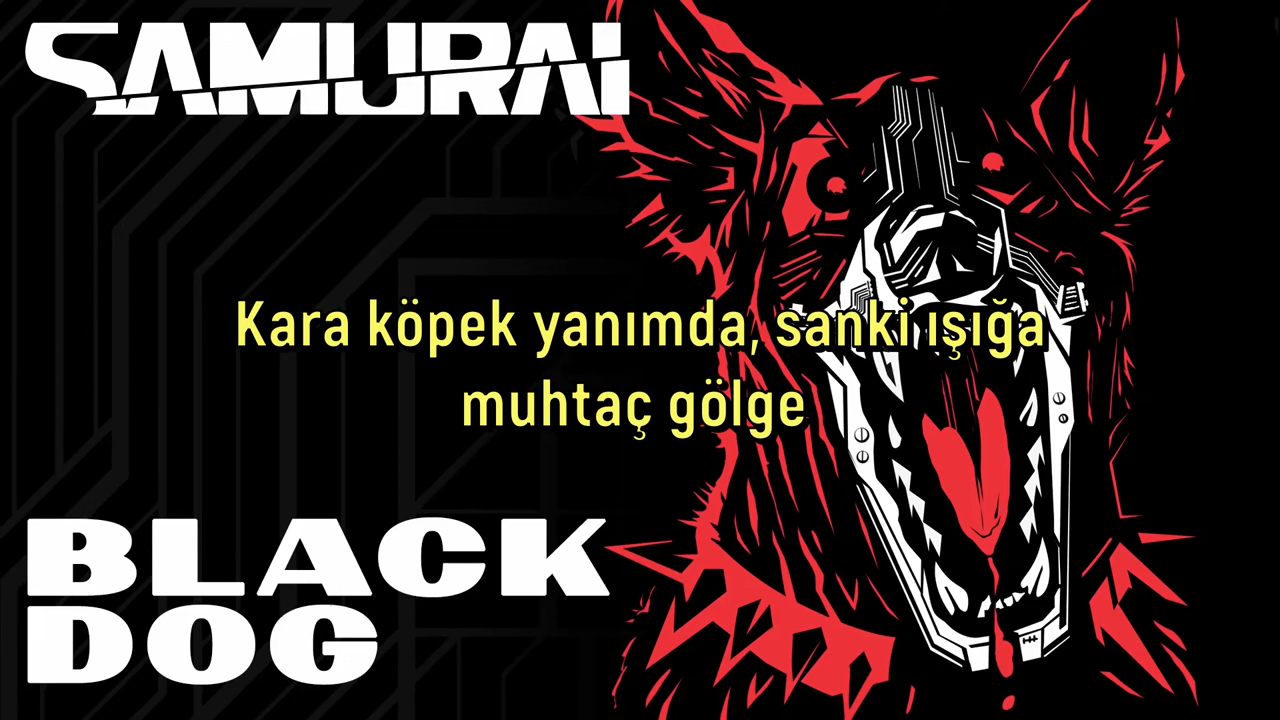 SAMURAI
Kara köpek yanımda, sanki ışığa
muhtaç gölge
BLACK
DOG